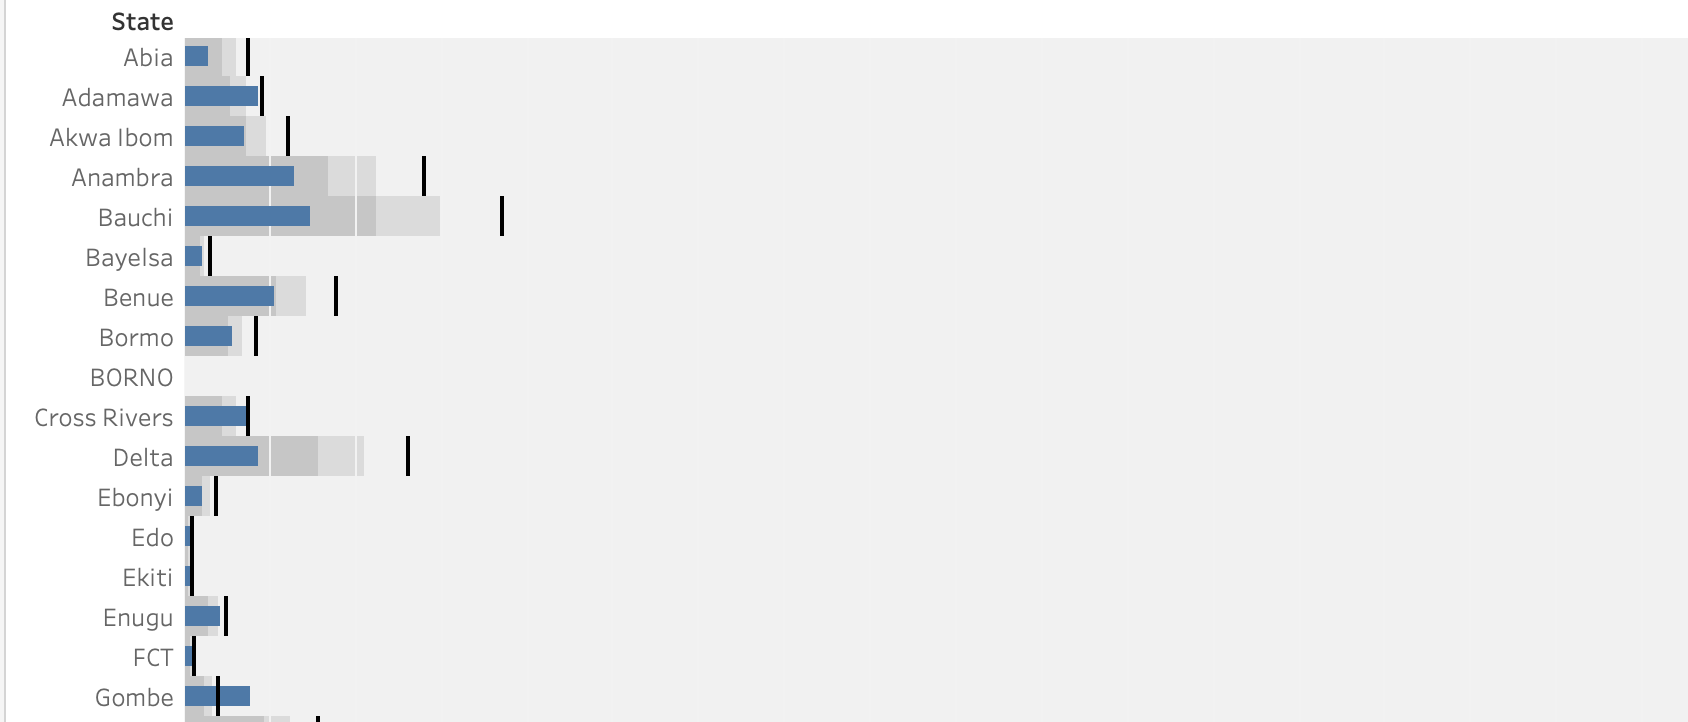 State
Abia
Adamawa
Akwa Ibom
Anambra
Bauchi
Bayelsa
Benue
Bormo
BORNO
Cross Rivers
Delta
Ebonyi
Edo
Ekiti
Enugu
FCT
Gombe